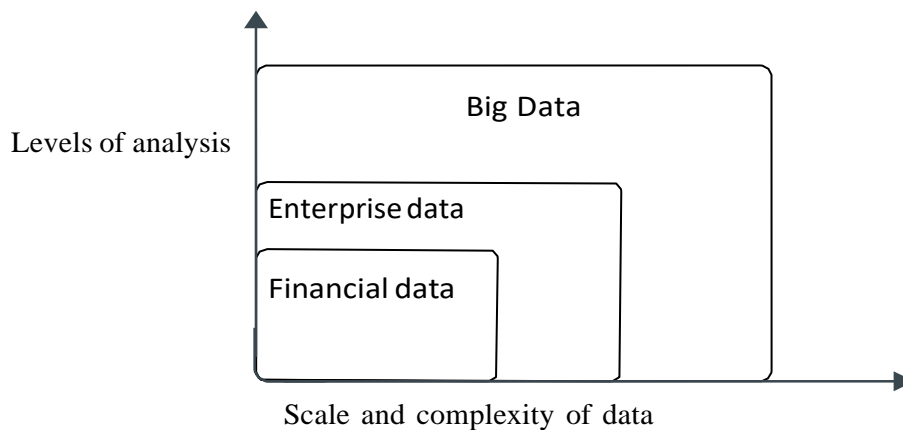 Big Data
Levels of analysis
Enterprise data
Financial data
Scale and complexity of data